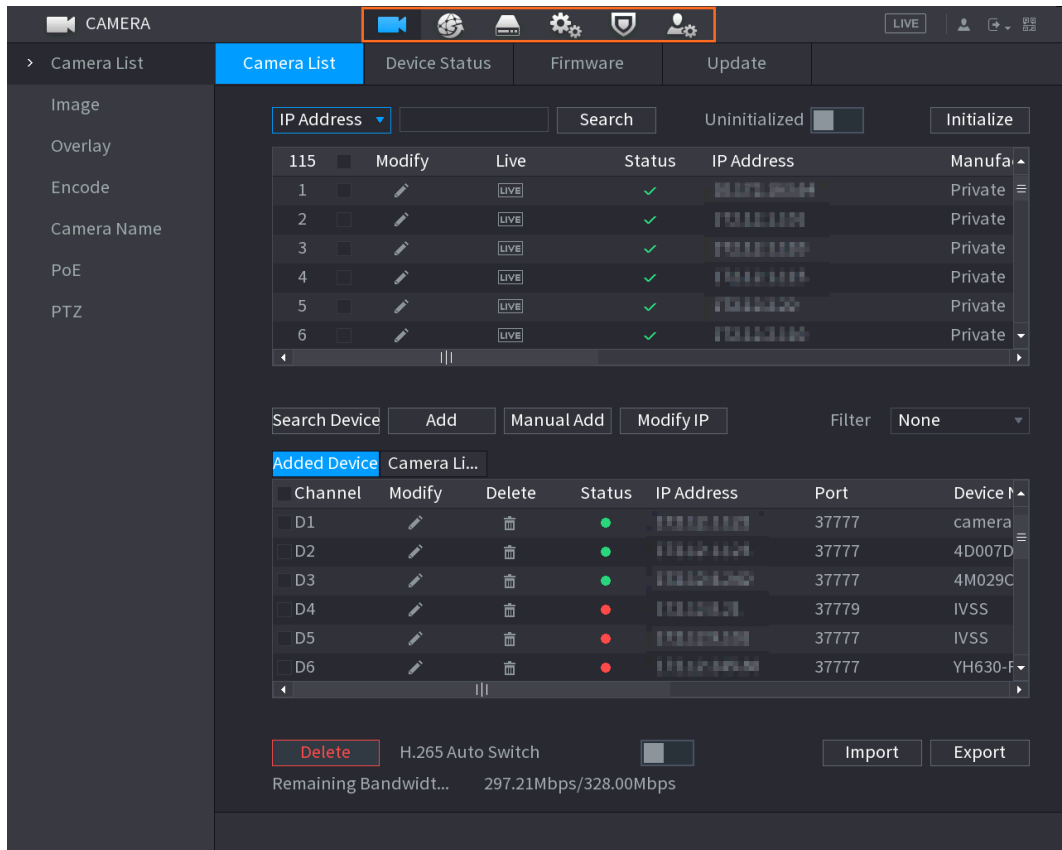 CAMERA LIVE
Camera List Camera List Device Status Firmware Update
Image
Overlay
Encode
Camera Name
PoE
PTZ
IP Address Search Uninitialized Initialize
115 Modify Live Status IP Address Manufa
1 LIVE Private
2 LIVE Private
3 LIVE Private
4 LIVE Private
5 LIVE Private
6 LIVE Private
Search Device Add Manual Add Modify IP Filter None
Added Device Camera Li...
Channel Modify Delete Status IP Address Port Device N
D1 37777 camera
D2 37777 4D007D
D3 37777 4M029C
D4 37779 IVSS
D5 37777 IVSS
D6 37777 YH630-F
Delete H.265 Auto Switch Import Export
Remaining Bandwidt... 297.21Mbps/328.00Mbps